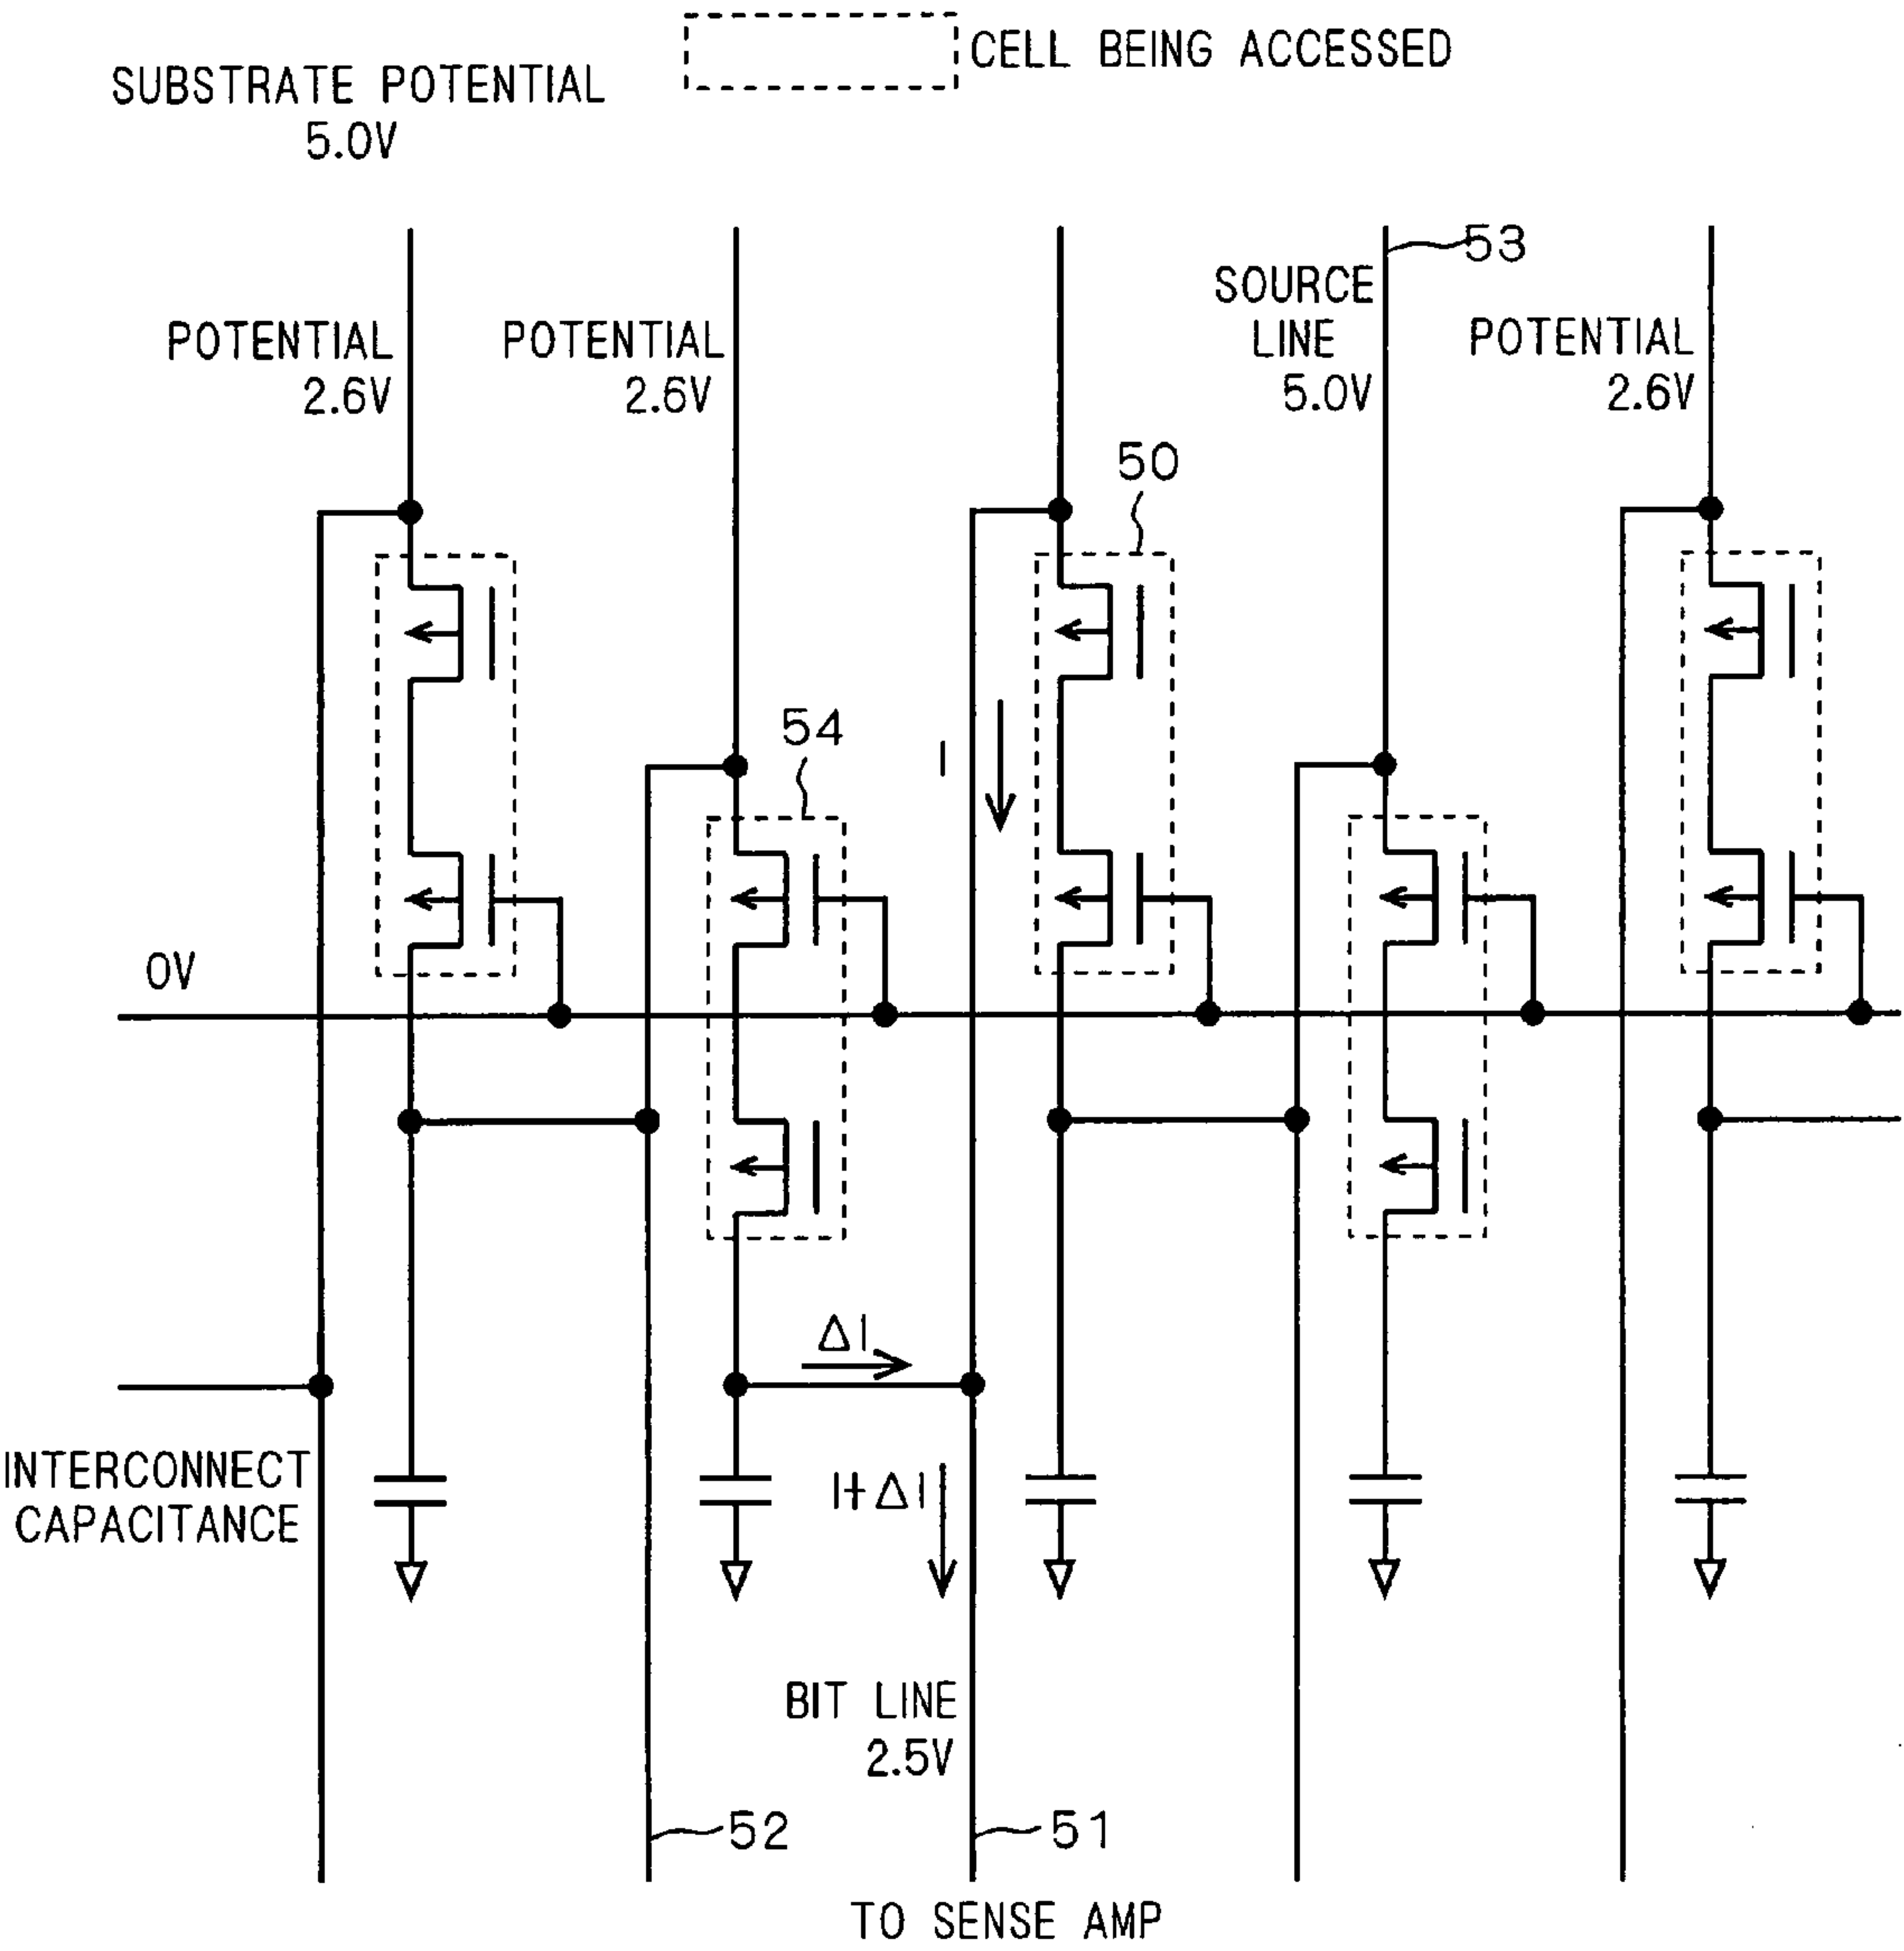 CELL BEING ACCESSED
SUBSTRATE POTENTIAL
5.0V
53
SOURCE
LINE
5.0V
POTENTIAL
2.6V
POTENTIAL
2.6V
POTENTIAL
2.6V
50
54
I
0V
ΔI
INTERCONNECT
CAPACITANCE
I+ΔI
BIT LINE
2.5V
52
51
TO SENSE AMP